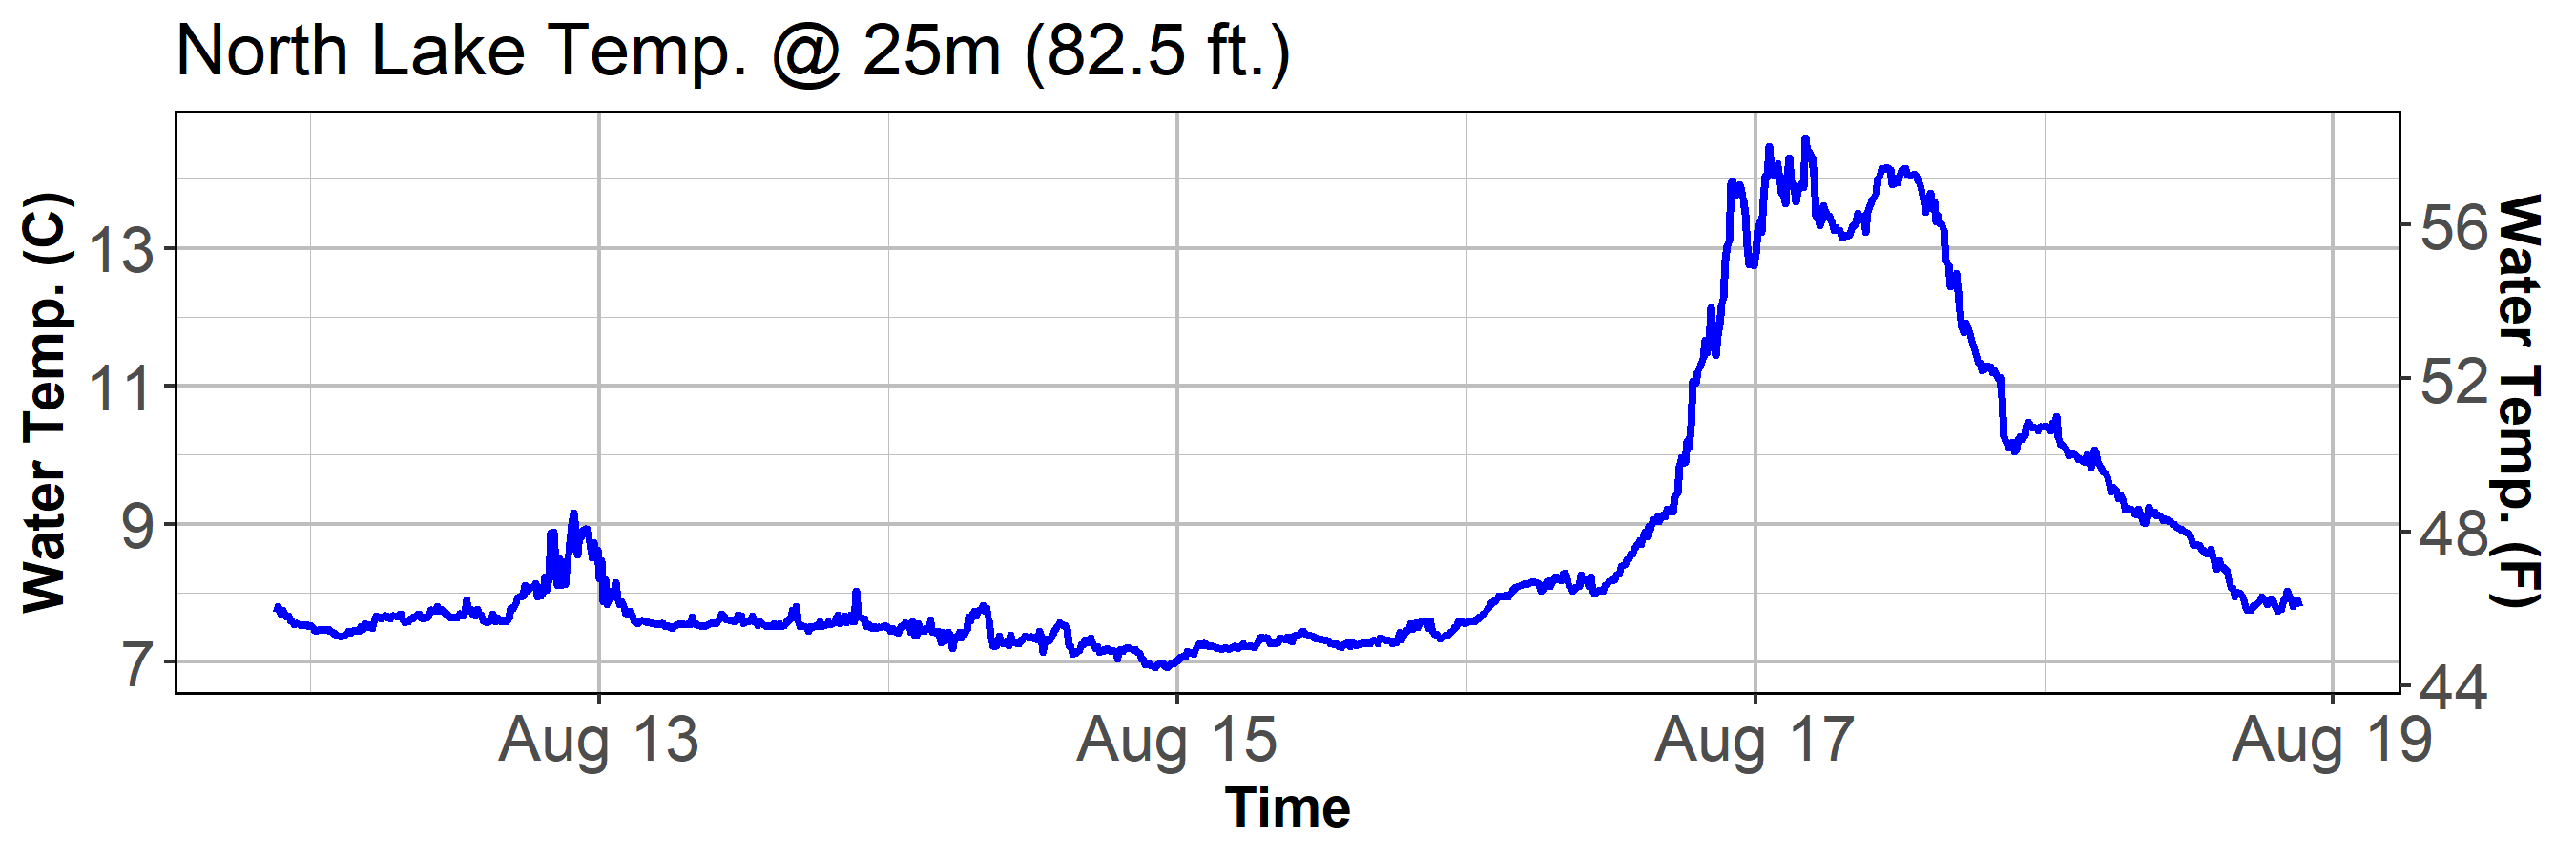 North Lake Temp. @ 25m (82.5 ft.)
Water Temp. (C)
13
11
9
7
56
52
48
44
Water Temp. (F)
Aug 13 Aug 15 Aug 17 Aug 19
Time